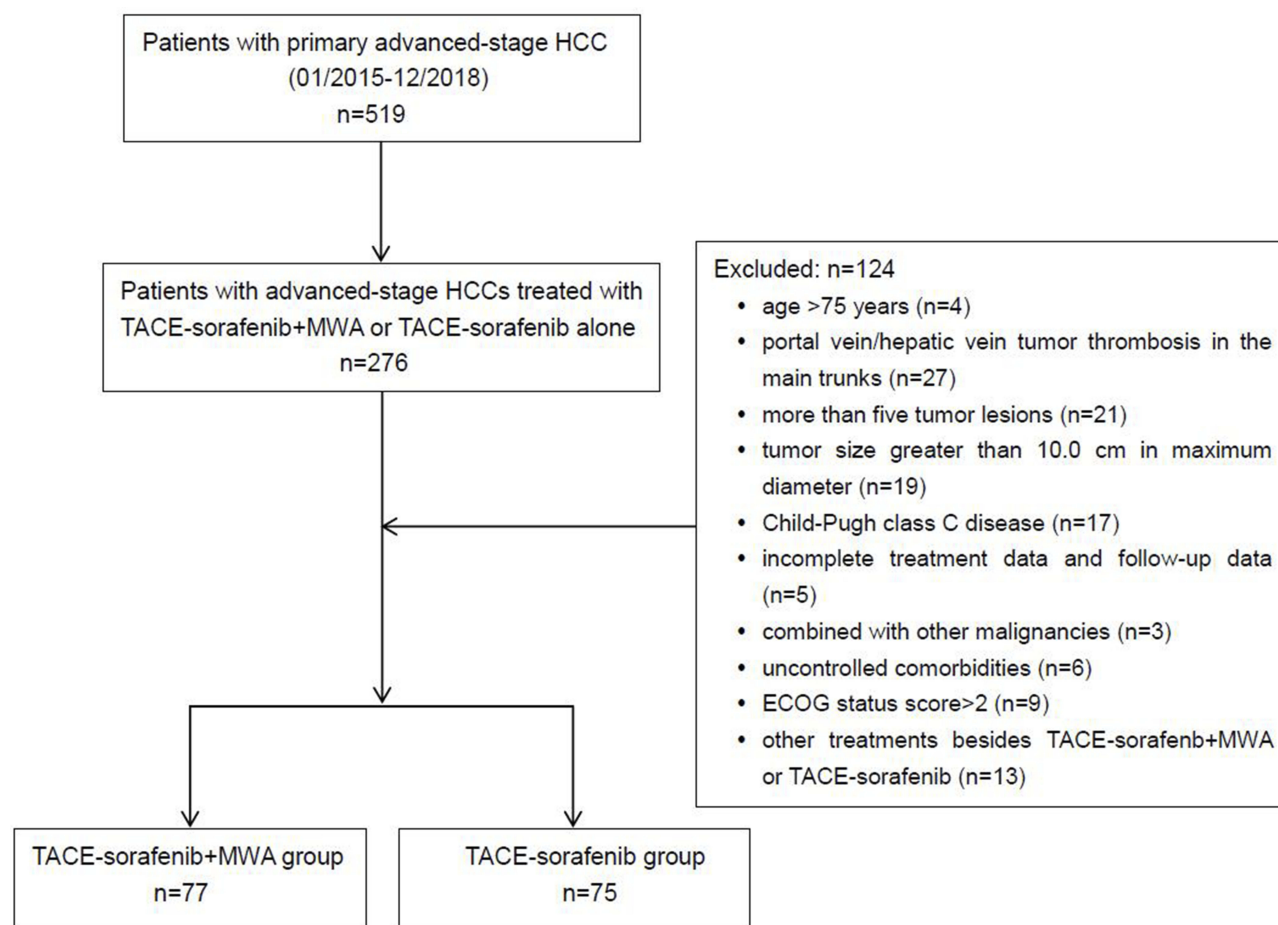 Patients with primary advanced-stage HCC
(01/2015-12/2018)
n=519
Patients with advanced-stage HCCs treated with
TACE-sorafenib+MWA or TACE-sorafenib alone
n=276
Excluded: n=124
• age >75 years (n=4)
• portal vein/hepatic vein tumor thrombosis in the
main trunks (n=27)
• more than five tumor lesions (n=21)
• tumor size greater than 10.0 cm in maximum
diameter (n=19)
• Child-Pugh class C disease (n=17)
• incomplete treatment data and follow-up data
(n=5)
• combined with other malignancies (n=3)
• uncontrolled comorbidities (n=6)
• ECOG status score>2 (n=9)
• other treatments besides TACE-sorafenb+MWA
or TACE-sorafenib (n=13)
TACE-sorafenib+MWA group
n=77
TACE-sorafenib group
n=75